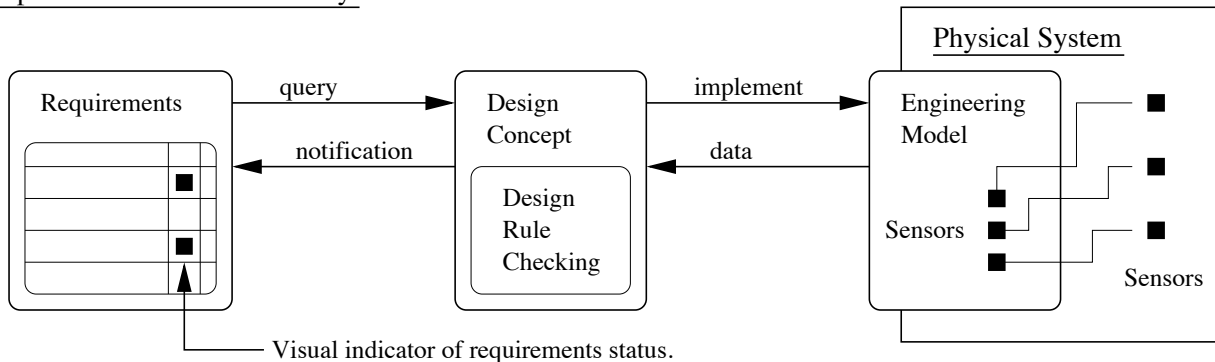 Physical System
Requirements
query
Design
Concept
implement
Engineering
Model
notification
data
Design
Rule
Checking
Sensors
Sensors
Visual indicator of requirements status.